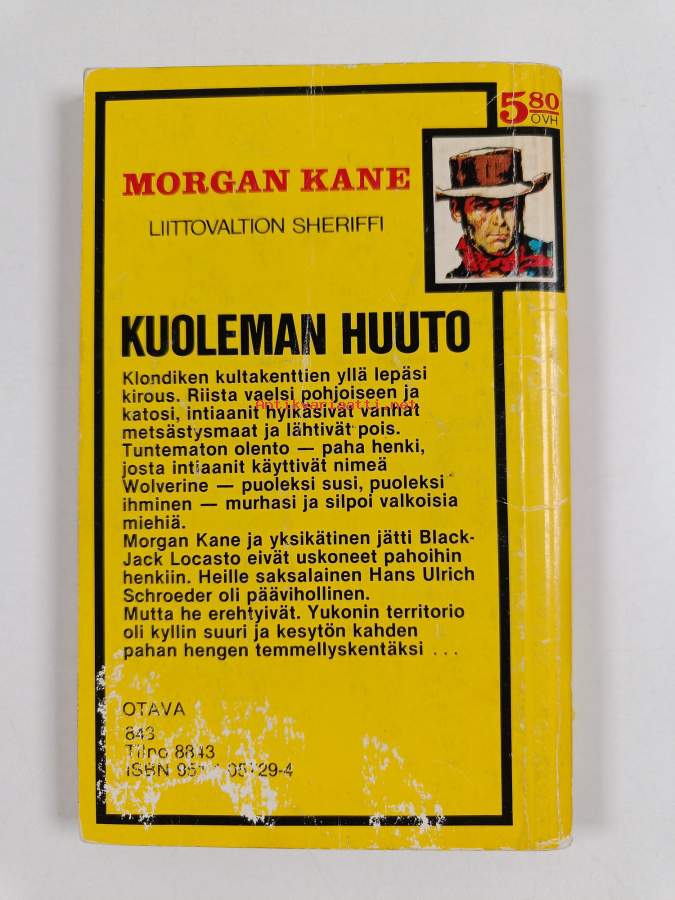 5 80
OVH
MORGAN KANE
LIITTOVALTION SHERIFFI
KUOLEMAN HUUTO
Klondiken kultakenttien yllä lepäsi
kirous. Riista vaelsi pohjoiseen ja
Antikvariaatti.net
katosi, intiaanit hylkäsivät vanhat
metsästysmaat ja lähtivät pois.
Tuntematon olento — paha henki,
josta intiaanit käyttivät nimeä
Wolverine — puoleksi susi, puoleksi
ihminen — murhasi ja silpoi valkoisia
miehiä.
Morgan Kane ja yksikätinen jätti Black-
Jack Locasto eivät uskoneet pahoihin
henkiin. Heille saksalainen Hans Ulrich
Schroeder oli päävihollinen.
Mutta he erehtyivät. Yukonin territorio
oli kyllin suuri ja kesytön kahden
pahan hengen temmellyskentäksi ...
OTAVA
843
Tilno 8843
ISBN